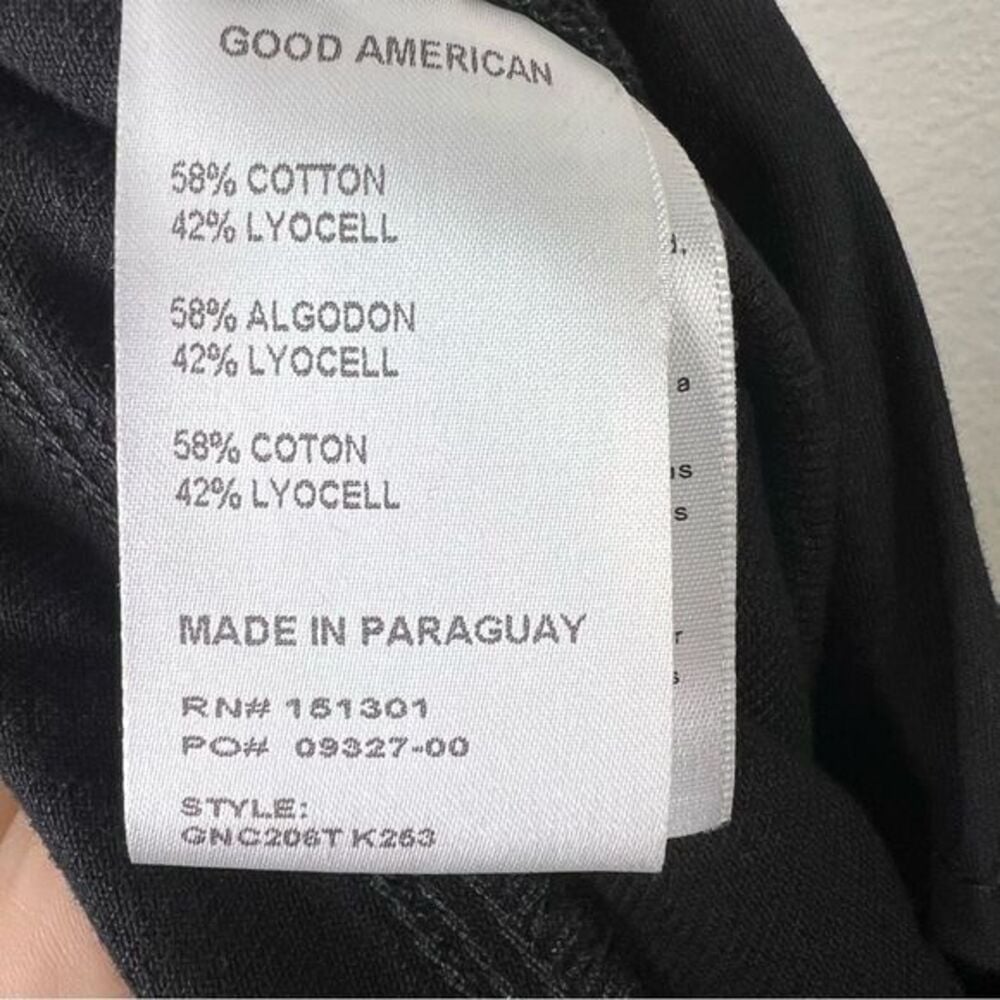 GOOD AMERICAN
58% COTTON
42% LYOCELL
58% ALGODON
42% LYOCELL
58% COTON
42% LYOCELL
MADE IN PARAGUAY
RN# 151301
PO# 09327-00
STYLE:
GNC206T K253